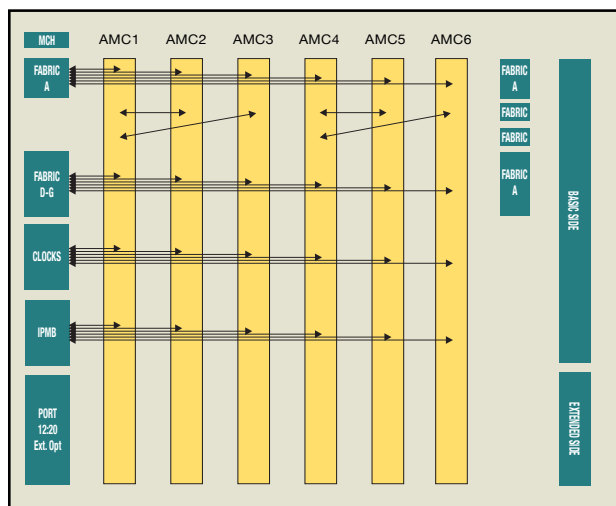 MCH
AMC1 AMC2 AMC3 AMC4 AMC5 AMC6
FABRIC
A
FABRIC
D-G
CLOCKS
IPMB
PORT
12:20
Ext. Opt
FABRIC
A
FABRIC
FABRIC
FABRIC
A
BASIC SIDE
EXTENDED SIDE